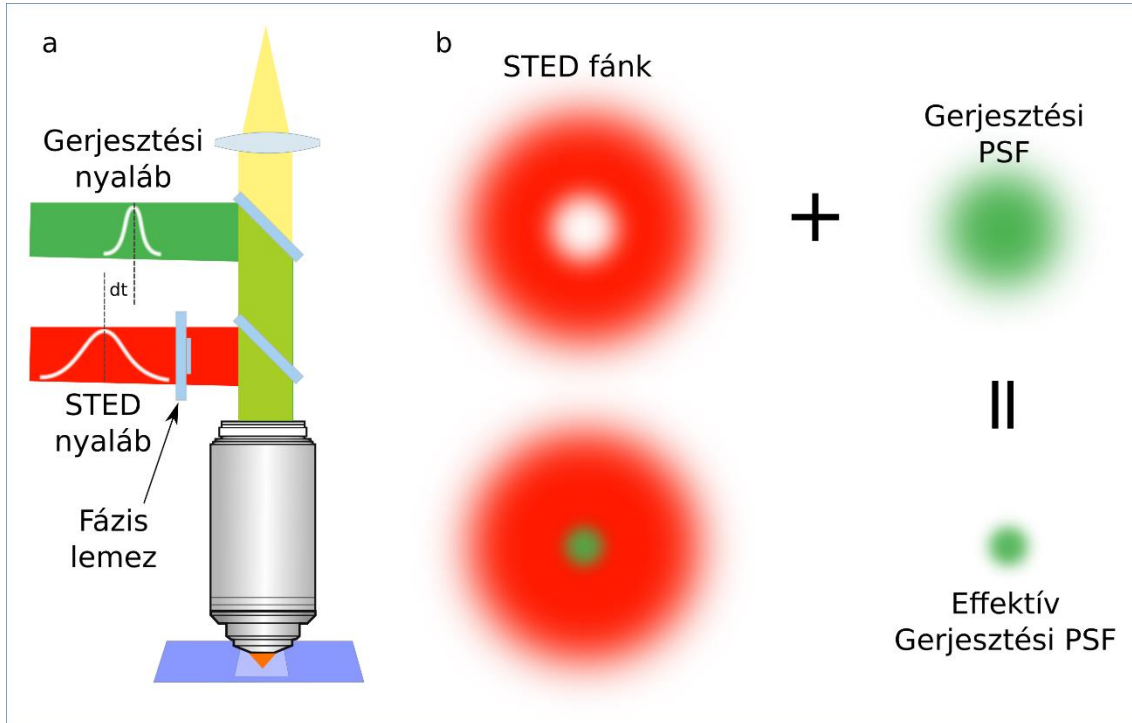 a
Gerjesztési
nyaláb
dt
STED
nyaláb
Fázis
lemez
b
STED fánk
Gerjesztési
PSF
+
=
Effektív
Gerjesztési PSF